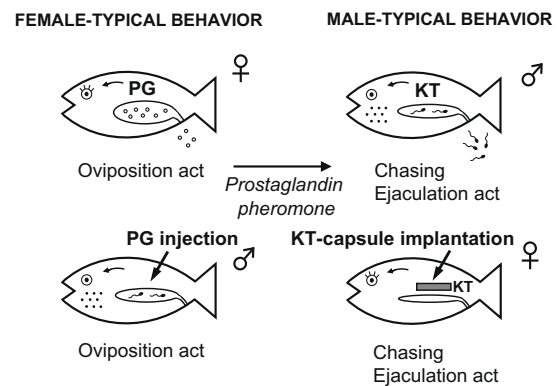 FEMALE-TYPICAL BEHAVIOR
MALE-TYPICAL BEHAVIOR
♀
PG
Oviposition act
♂
KT
Chasing
Ejaculation act
Prostaglandin
pheromone
PG injection
♂
Oviposition act
KT-capsule implantation
♀
KT
Chasing
Ejaculation act